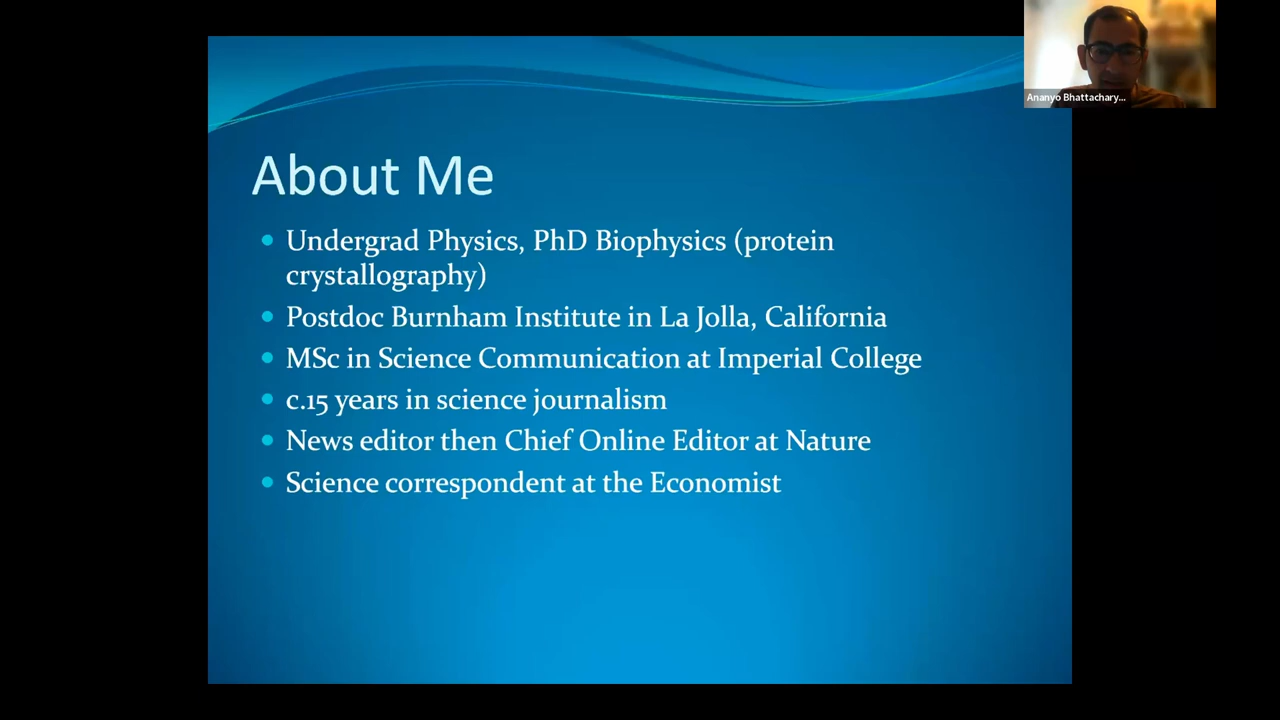 Ananyo Bhattachary...
About Me
Undergrad Physics, PhD Biophysics (protein
crystallography)
Postdoc Burnham Institute in La Jolla, California
MSc in Science Communication at Imperial College
c.15 years in science journalism
News editor then Chief Online Editor at Nature
Science correspondent at the Economist